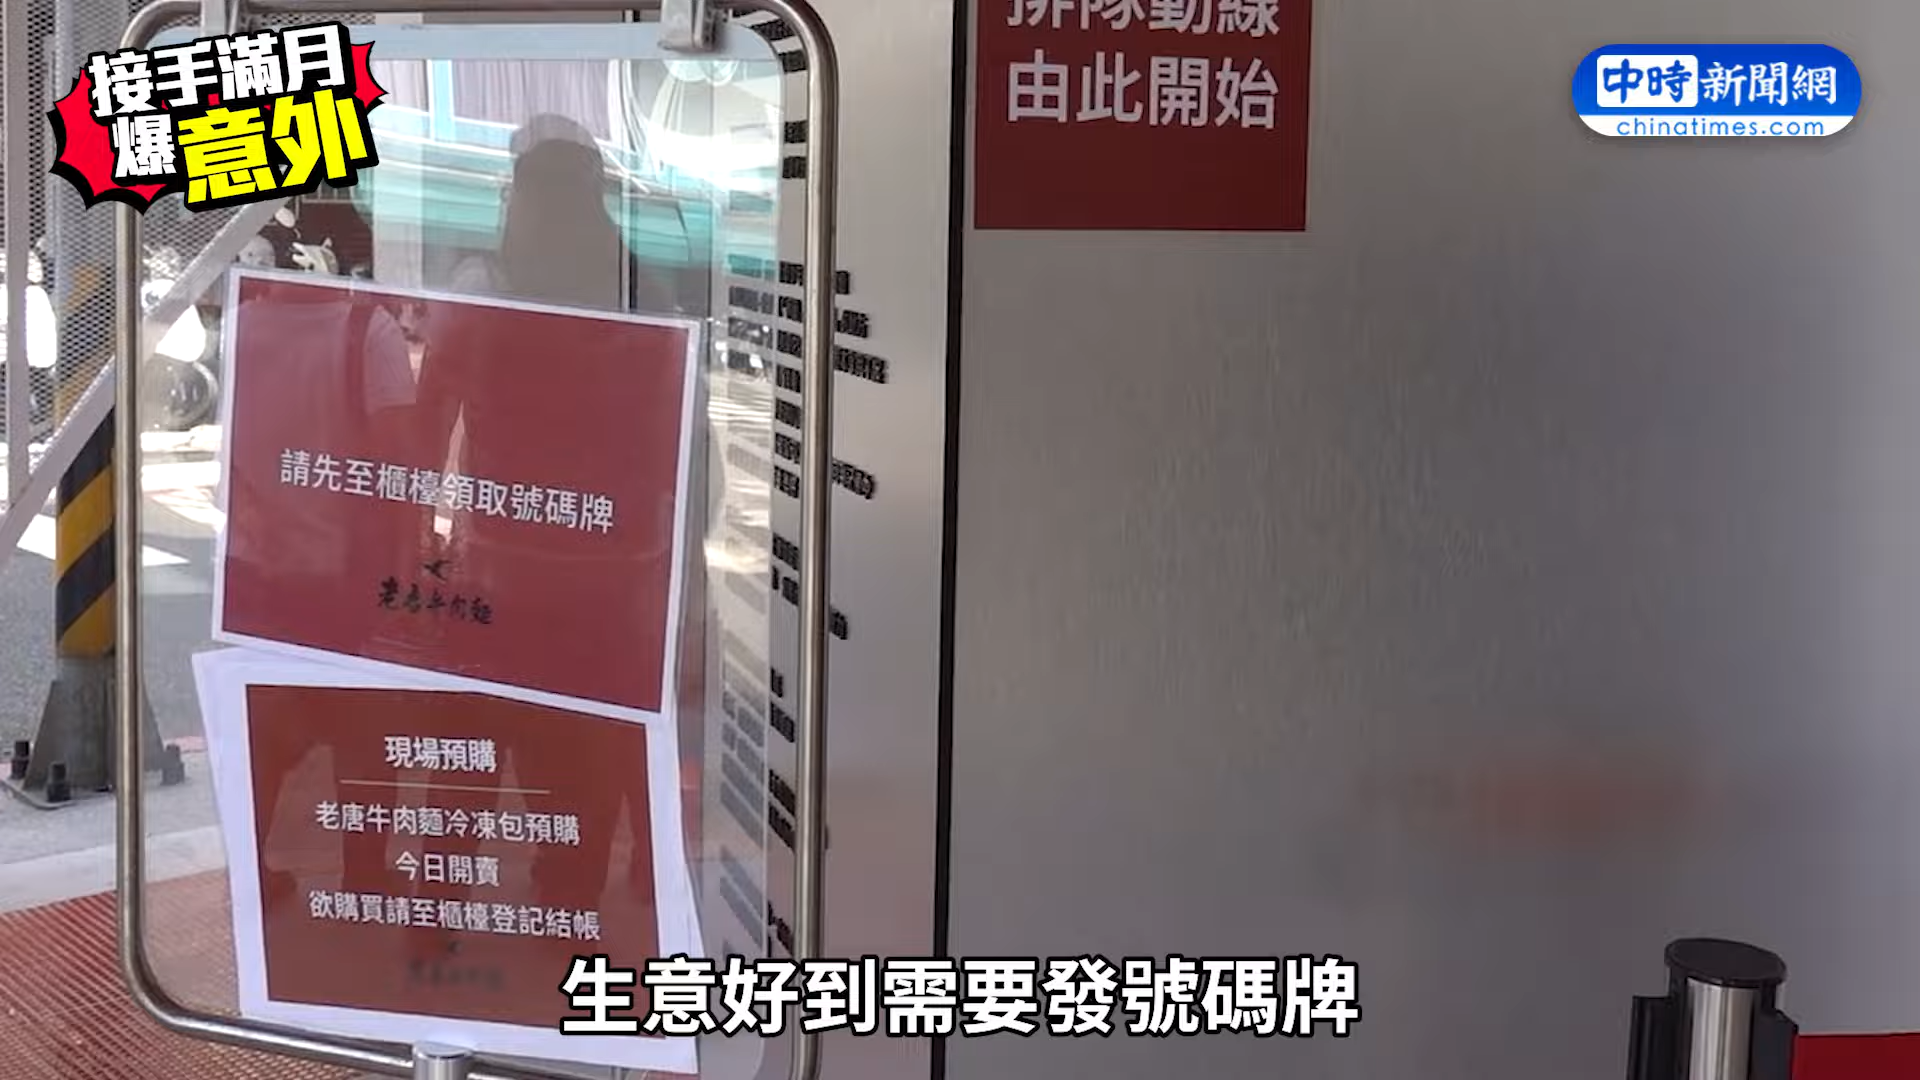 接手滿月
爆意外
排隊動線
由此開始
中時新聞網
chinatimes.com
請先至櫃檯領取號碼牌
老唐牛肉麵
現場預購
老唐牛肉麵冷凍包預購
今日開賣
欲購買請至櫃檯登記結帳
生意好到需要發號碼牌